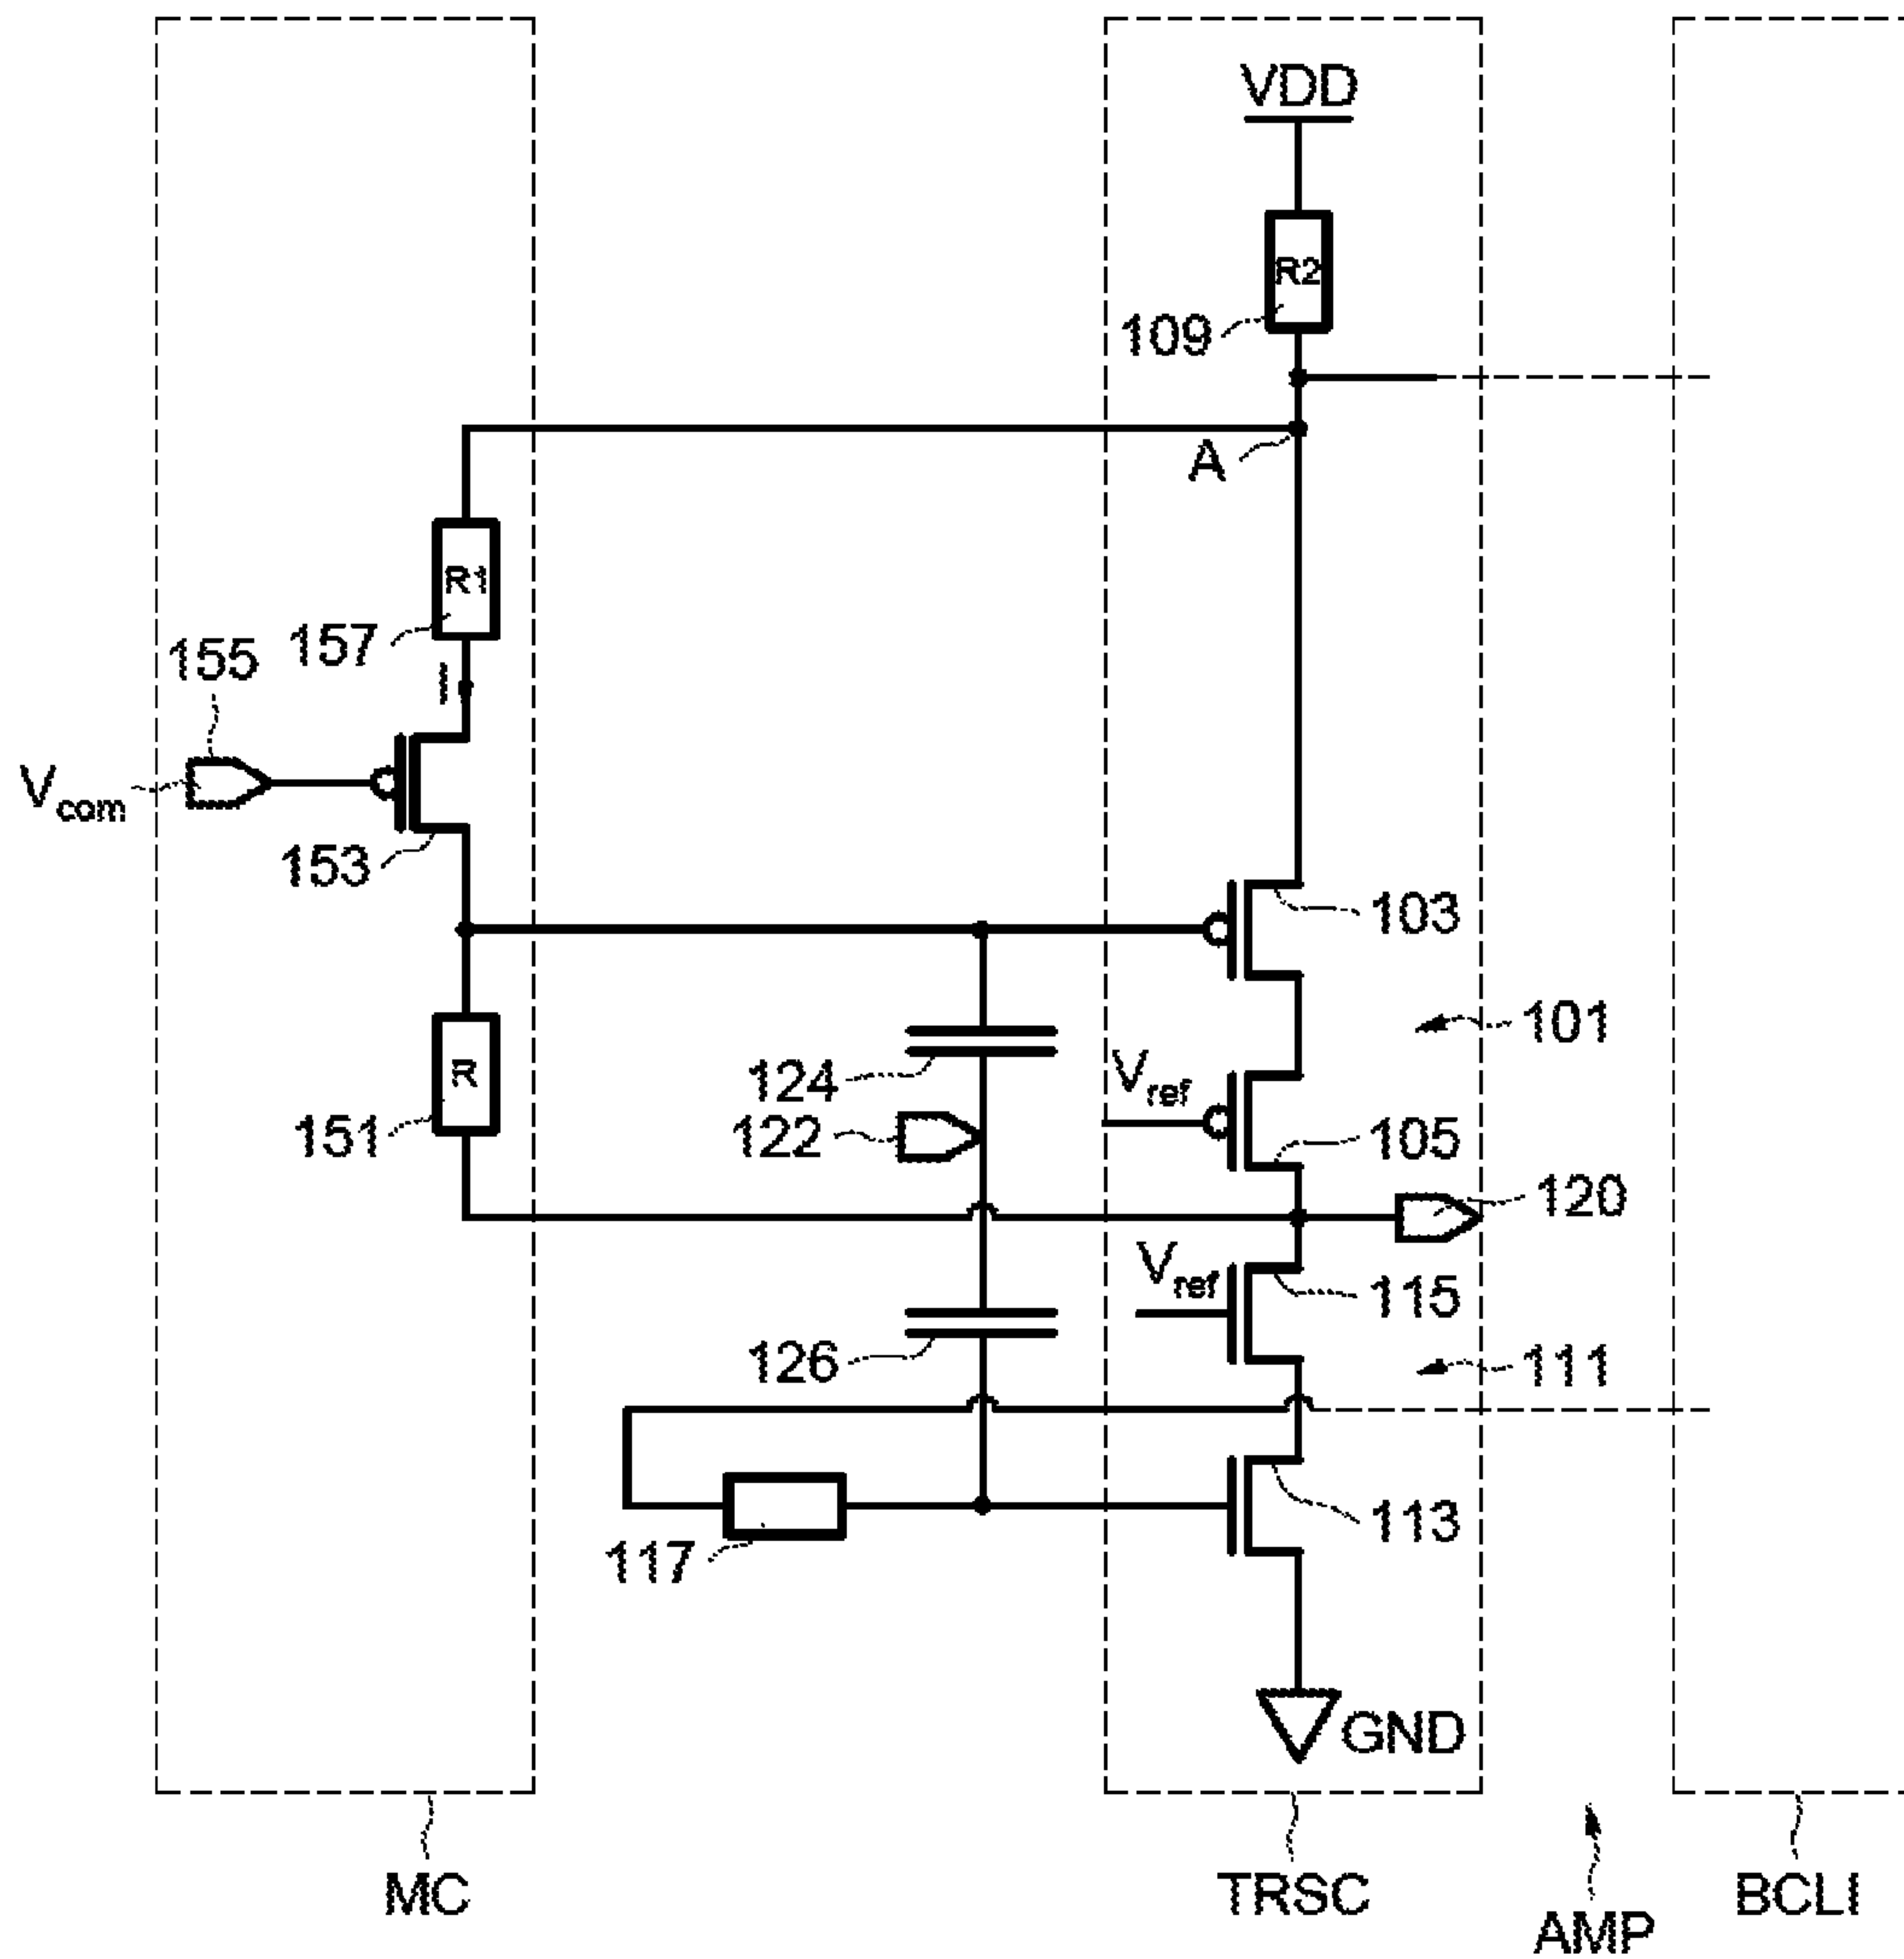 VDD
R2
109
A
R1
157
155
I
Vcom
153
103
101
R
124
Vref
151
122
105
120
Vref
115
126
111
113
117
GND
MC
TRSC
BCLI
AMP